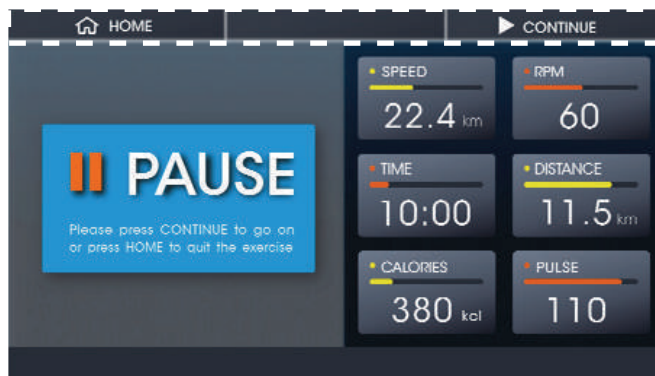 HOME
CONTINUE
PAUSE
Please press CONTINUE to go on
or press HOME to quit the exercise
SPEED
22.4 km
RPM
60
TIME
10:00
DISTANCE
11.5 km
CALORIES
380 kcl
PULSE
110